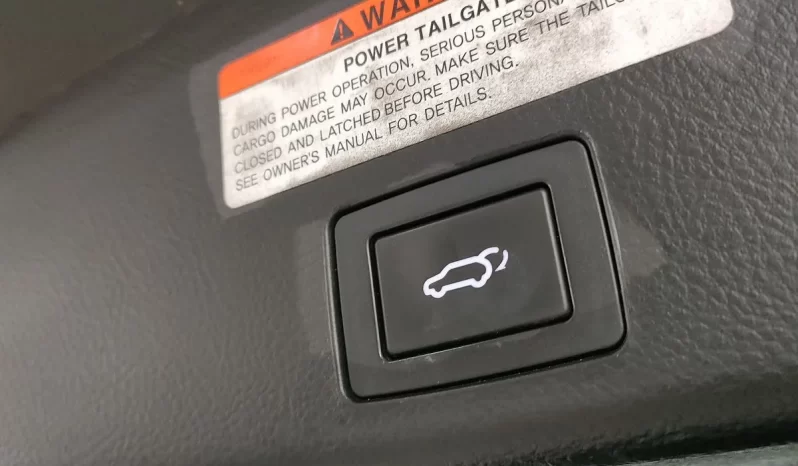 POWER TAILGATE
DURING POWER OPERATION, SERIOUS PERSONAL
CARGO DAMAGE MAY OCCUR. MAKE SURE THE
CLOSED AND LATCHED BEFORE DRIVING.
SEE OWNER'S MANUAL FOR DETAILS.